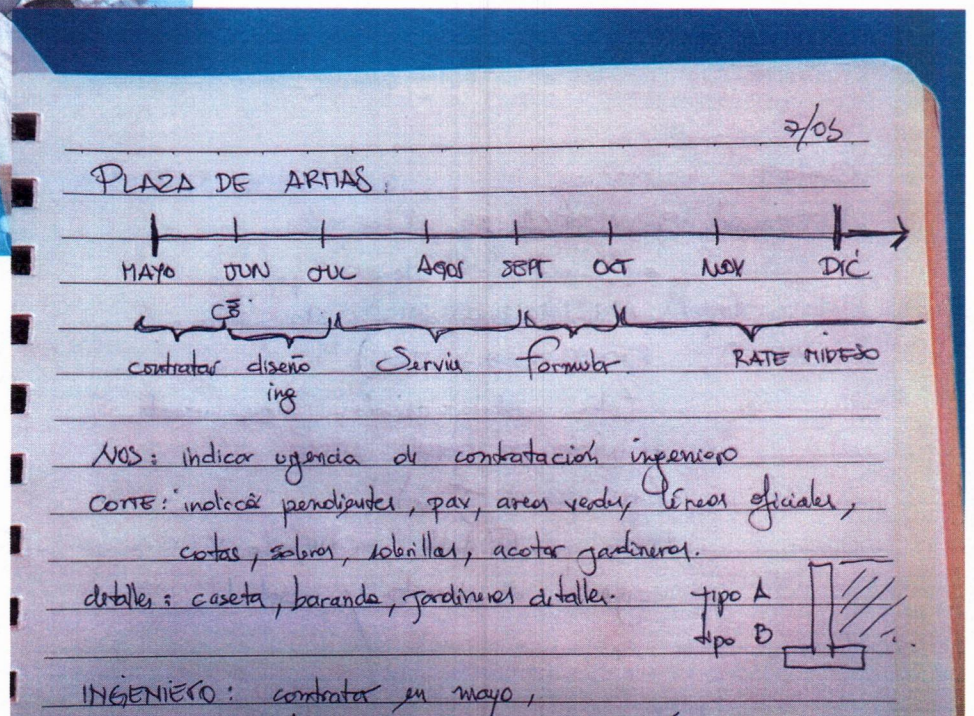 7/05
PLAZA DE ARMAS.
MAYO JUN JUL AGOS SEPT OCT NOV DIC
contratar diseño Serviu formular. RATE MIDESO
ing
NOS: indicar urgencia de contratación ingeniero
CORTE: indicar pendientes, pav, areas verdes, líneas oficiales,
cotas, soleras, solerillas, acotar jardineras.
detalles: caseta, baranda, jardineras detalles. tipo A
tipo B
INGENIERO: contratar en mayo,